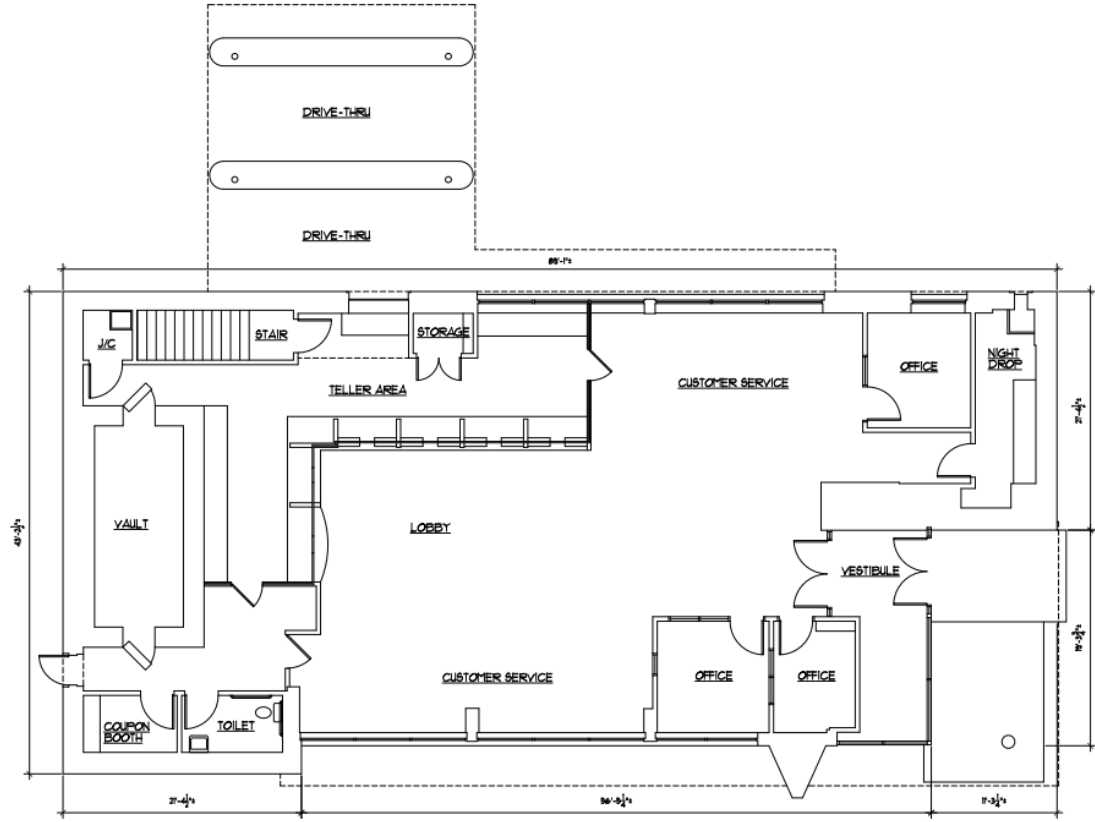 DRIVE-THRU
DRIVE-THRU
STAIR
STORAGE
J/C
TELLER AREA
CUSTOMER SERVICE
OFFICE
NIGHT
DROP
VAULT
LOBBY
VESTIBULE
CUSTOMER SERVICE
OFFICE
OFFICE
COUPON
BOOTH
TOILET